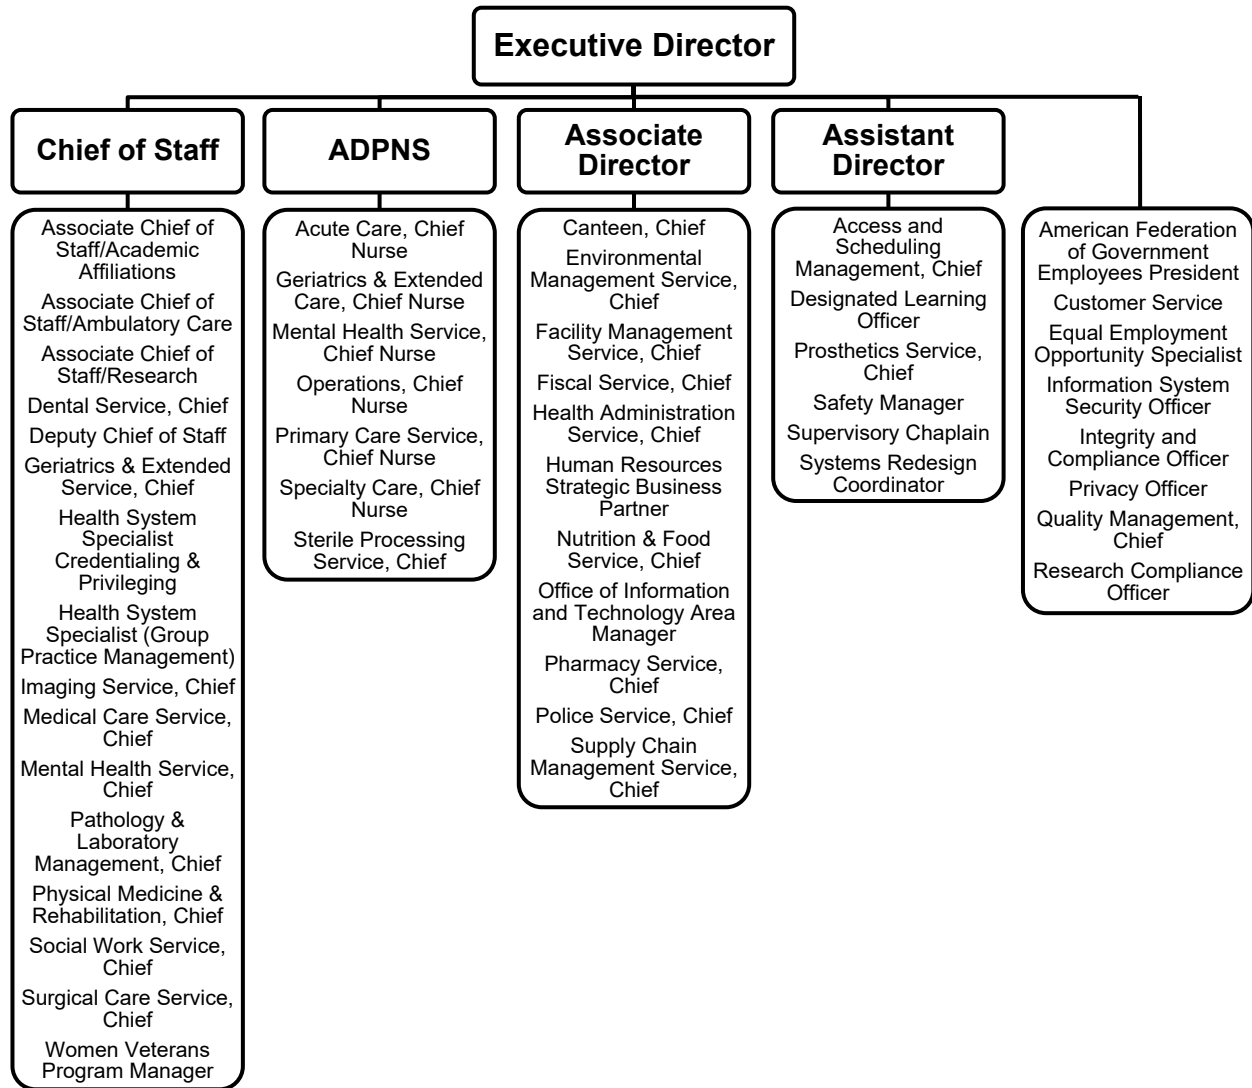 Executive Director
Chief of Staff
Associate Chief of
Staff/Academic
Affiliations
Associate Chief of
Staff/Ambulatory Care
Associate Chief of
Staff/Research
Dental Service, Chief
Deputy Chief of Staff
Geriatrics & Extended
Service, Chief
Health System
Specialist
Credentialing &
Privileging
Health System
Specialist (Group
Practice Management)
Imaging Service, Chief
Medical Care Service,
Chief
Mental Health Service,
Chief
Pathology &
Laboratory
Management, Chief
Physical Medicine &
Rehabilitation, Chief
Social Work Service,
Chief
Surgical Care Service,
Chief
Women Veterans
Program Manager
ADPNS
Acute Care, Chief
Nurse
Geriatrics & Extended
Care, Chief Nurse
Mental Health Service,
Chief Nurse
Operations, Chief
Nurse
Primary Care Service,
Chief Nurse
Specialty Care, Chief
Nurse
Sterile Processing
Service, Chief
Associate
Director
Canteen, Chief
Environmental
Management Service,
Chief
Facility Management
Service, Chief
Fiscal Service, Chief
Health Administration
Service, Chief
Human Resources
Strategic Business
Partner
Nutrition & Food
Service, Chief
Office of Information
and Technology Area
Manager
Pharmacy Service,
Chief
Police Service, Chief
Supply Chain
Management Service,
Chief
Assistant
Director
Access and
Scheduling
Management, Chief
Designated Learning
Officer
Prosthetics Service,
Chief
Safety Manager
Supervisory Chaplain
Systems Redesign
Coordinator
American Federation
of Government
Employees President
Customer Service
Equal Employment
Opportunity Specialist
Information System
Security Officer
Integrity and
Compliance Officer
Privacy Officer
Quality Management,
Chief
Research Compliance
Officer